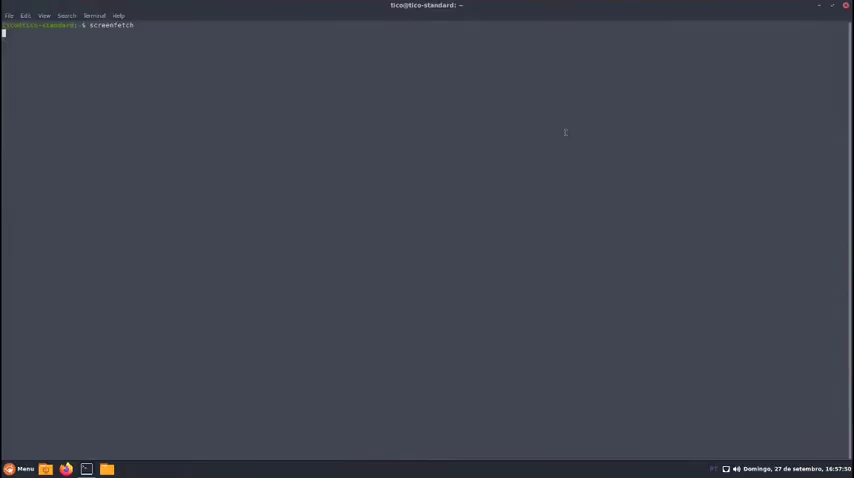 tico@tico-standard: ~
File Edit View Search Terminal Help
tico@tico-standard:~$ screenfetch
Menu
PT
Domingo, 27 de setembro, 16:57:50